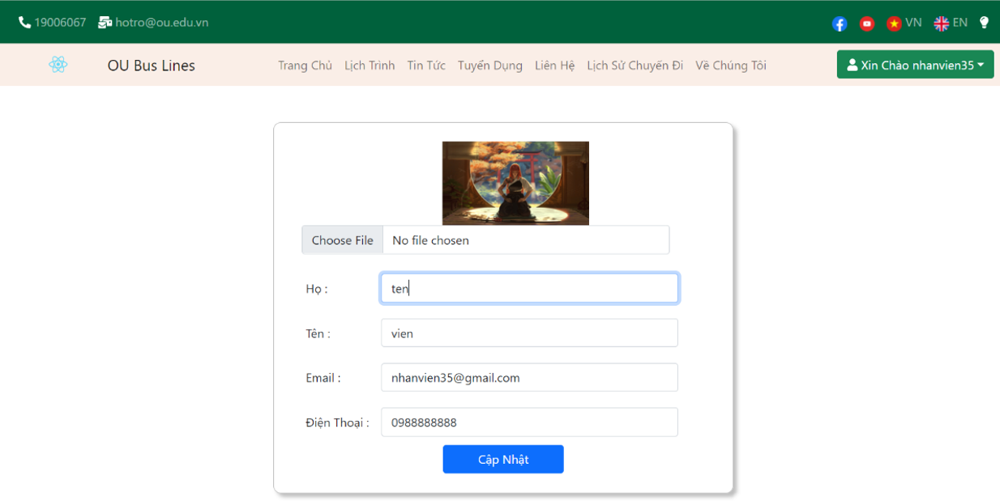 19006067 hotro@ou.edu.vn VN EN
OU Bus Lines Trang Chủ Lịch Trình Tin Tức Tuyển Dụng Liên Hệ Lịch Sử Chuyến Đi Về Chúng Tôi Xin Chào nhanvien35
Choose File No file chosen
Họ : ten
Tên : vien
Email : nhanvien35@gmail.com
Điện Thoại : 0988888888
Cập Nhật